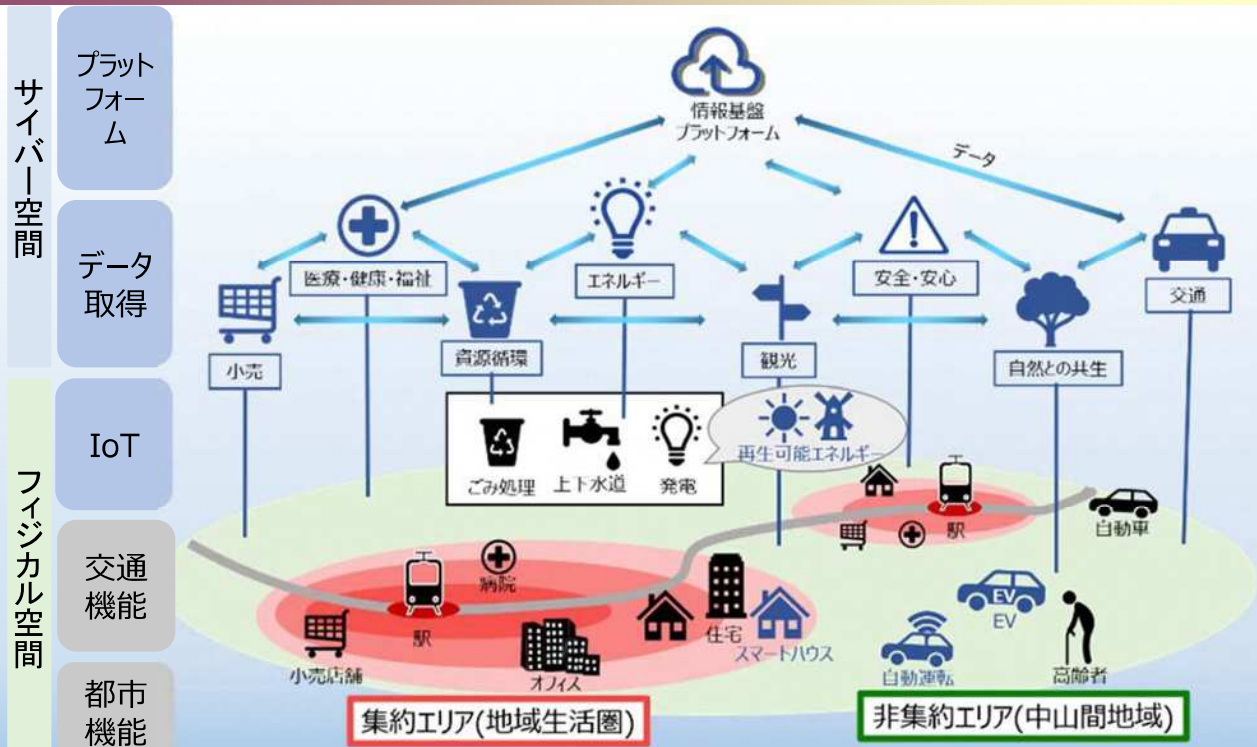 サイバー空間
フィジカル空間
プラット
フォー
ム
データ
取得
IoT
交通
機能
都市
機能
情報基盤
プラットフォーム
データ
医療・健康・福祉
エネルギー
安全・安心
交通
小売
資源循環
観光
自然との共生
ごみ処理
上下水道
発電
再生可能エネルギー
駅
自動車
病院
駅
住宅
スマートハウス
小売店舗
オフィス
EV
EV
自動運転
高齢者
集約エリア(地域生活圏)
非集約エリア(中山間地域)